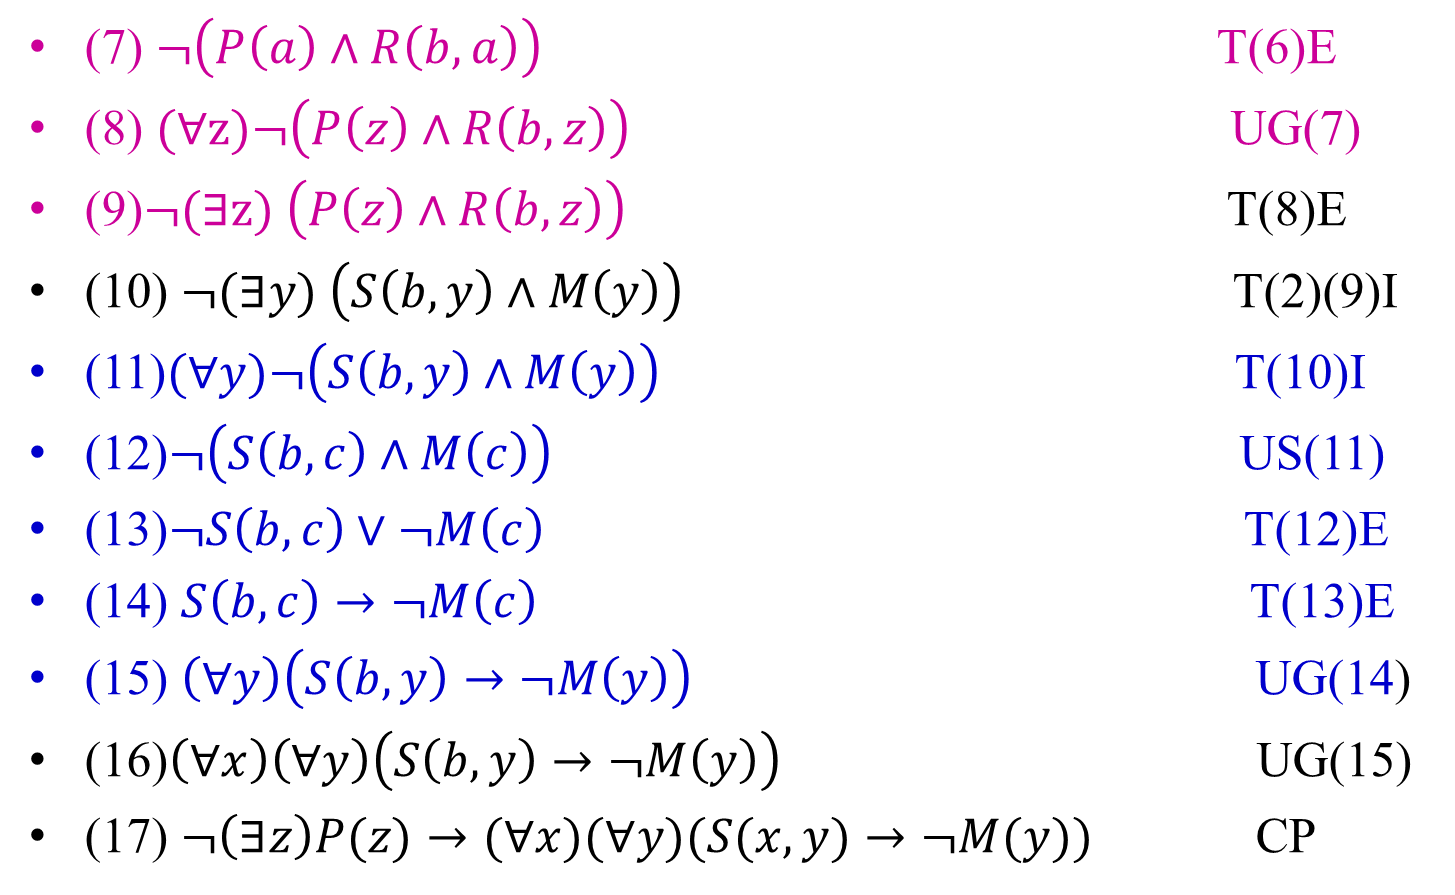 • (7) ¬(P(a) ∧ R(b, a)) T(6)E
• (8) (∀z)¬(P(z) ∧ R(b, z)) UG(7)
• (9)¬(∃z) (P(z) ∧ R(b, z)) T(8)E
• (10) ¬(∃y) (S(b, y) ∧ M(y)) T(2)(9)I
• (11)(∀y)¬(S(b, y) ∧ M(y)) T(10)I
• (12)¬(S(b, c) ∧ M(c)) US(11)
• (13)¬S(b, c) ∨ ¬M(c) T(12)E
• (14) S(b, c) → ¬M(c) T(13)E
• (15) (∀y)(S(b, y) → ¬M(y)) UG(14)
• (16)(∀x)(∀y)(S(b, y) → ¬M(y)) UG(15)
• (17) ¬(∃z)P(z) → (∀x)(∀y)(S(x, y) → ¬M(y)) CP